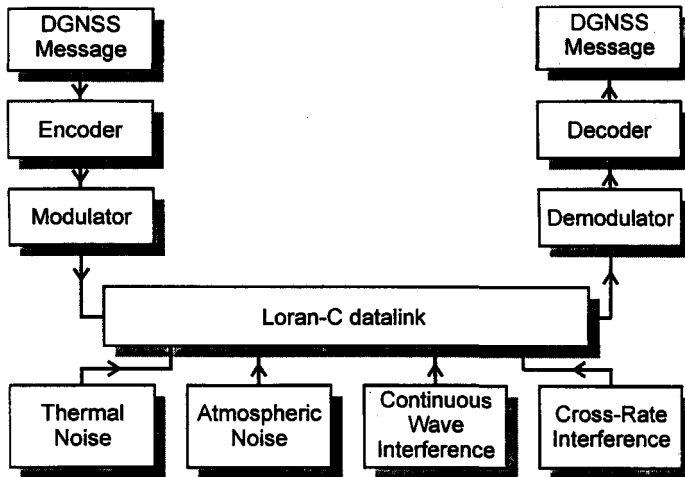 DGNSS
Message
DGNSS
Message
Encoder
Decoder
Modulator
Demodulator
Loran-C datalink
Thermal
Noise
Atmospheric
Noise
Continuous
Wave
Interference
Cross-Rate
Interference